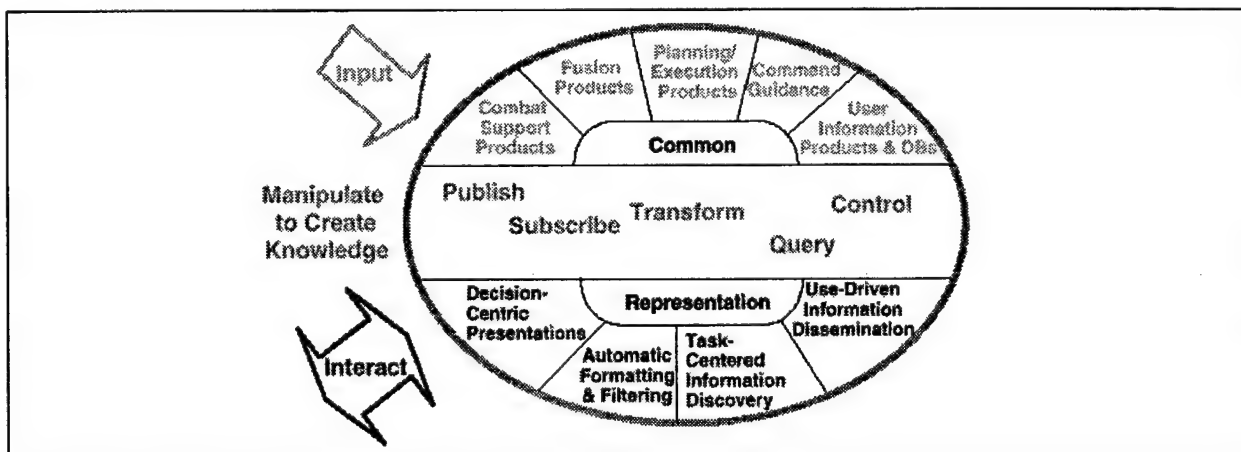 Input
Combat
Support
Products
Fusion
Products
Planning/
Execution
Products
Command
Guidance
User
Information
Products & DBs
Common
Manipulate
to Create
Knowledge
Publish
Subscribe
Transform
Query
Control
Interact
Decision-
Centric
Presentations
Representation
Automatic
Formatting
& Filtering
Task-
Centered
Information
Discovery
Use-Driven
Information
Dissemination